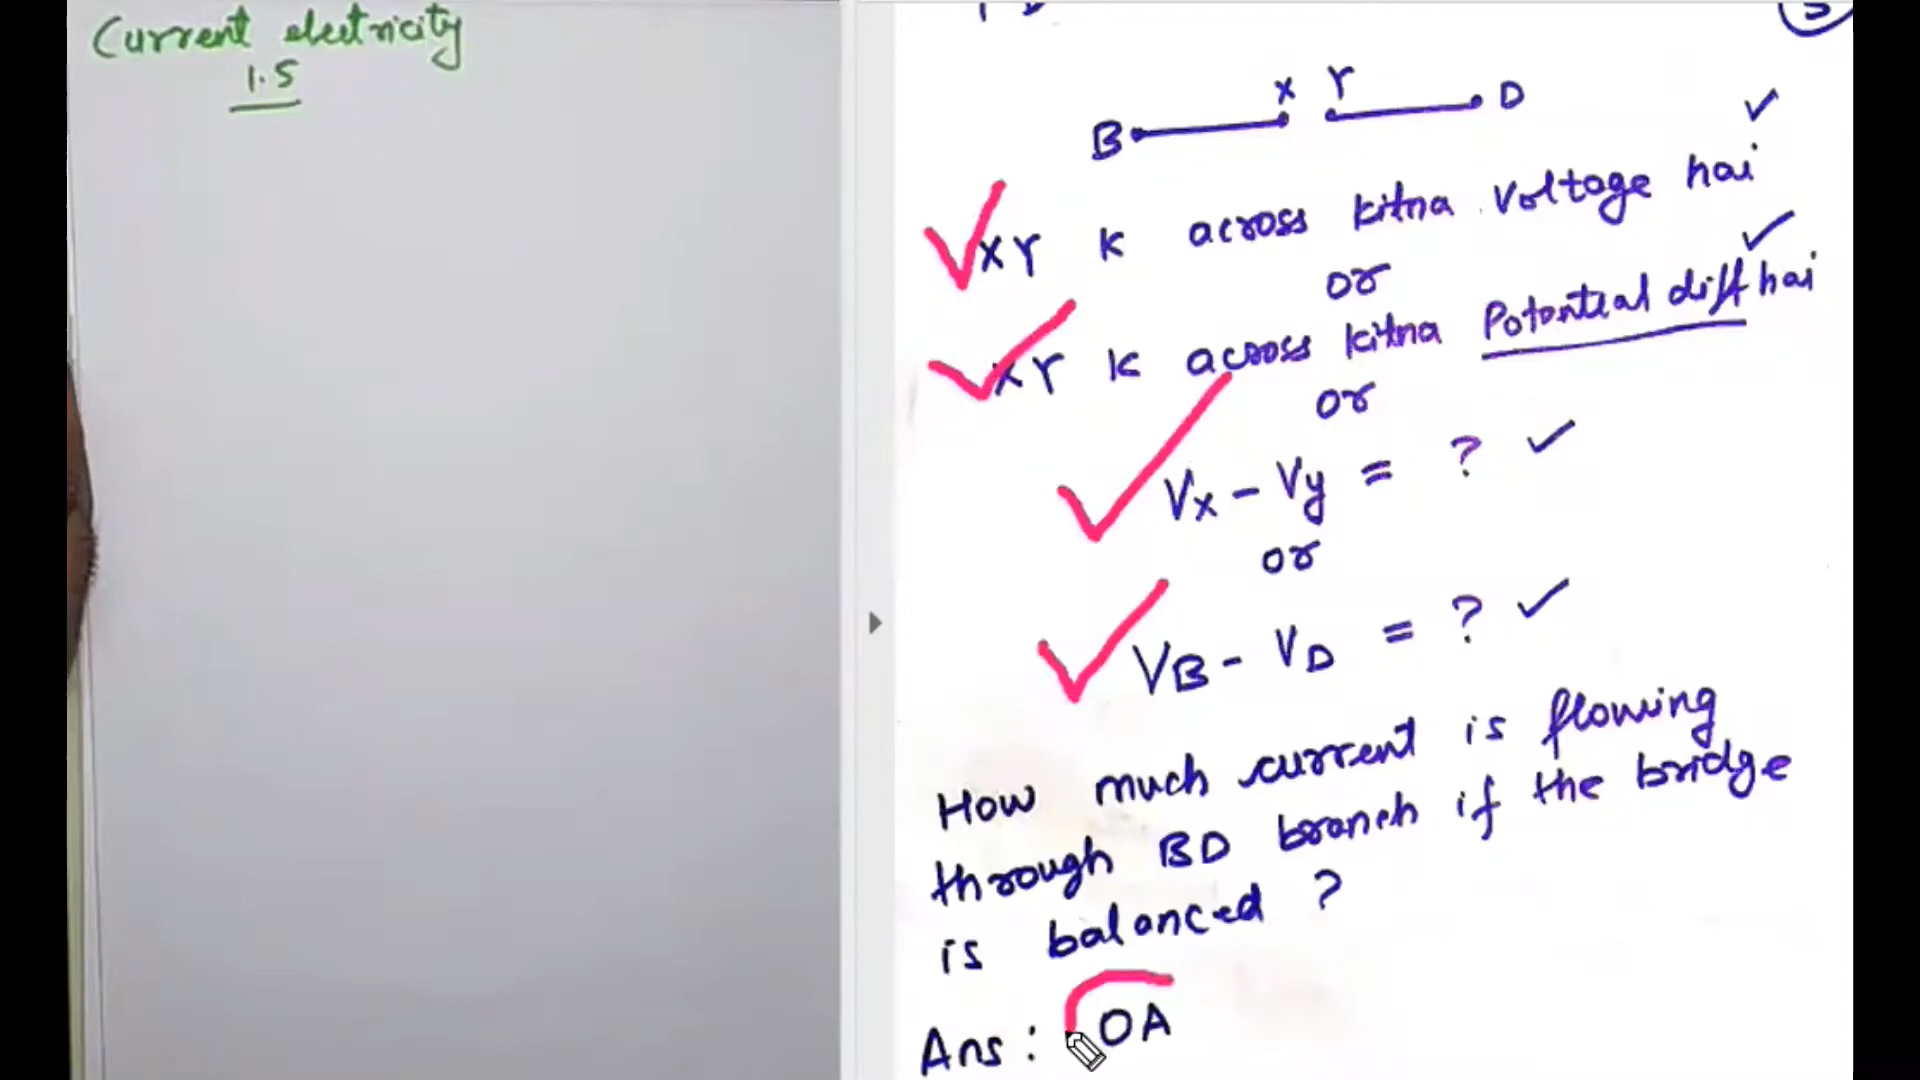 Current electricity
1.5
3
X Y
B D
XY K across kitna voltage hai
or
XY K across kitna Potential diff hai
or
Vx - Vy = ?
or
VB - VD = ?
How much current is flowing
through BD branch if the bridge
is balanced ?
Ans : 0A